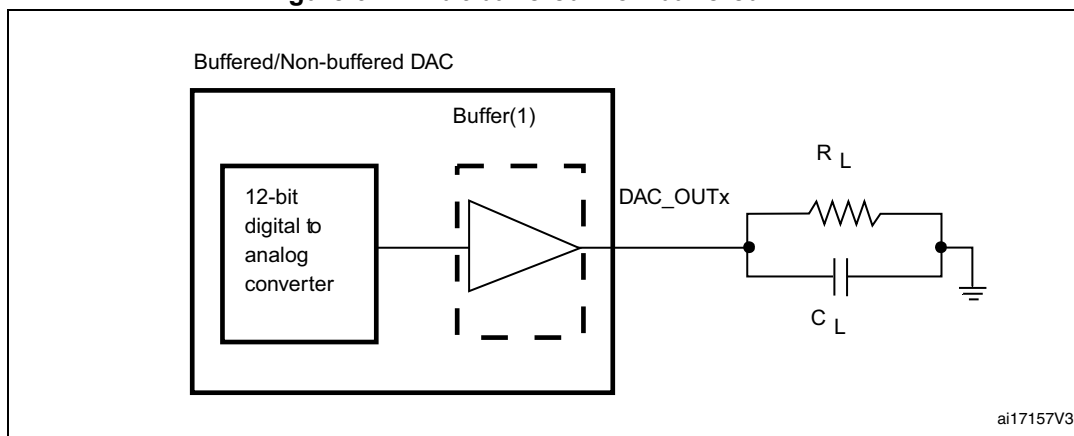 Buffered/Non-buffered DAC
Buffer(1)
12-bit
digital to
analog
converter
DAC_OUTx
R L
C L
ai17157V3